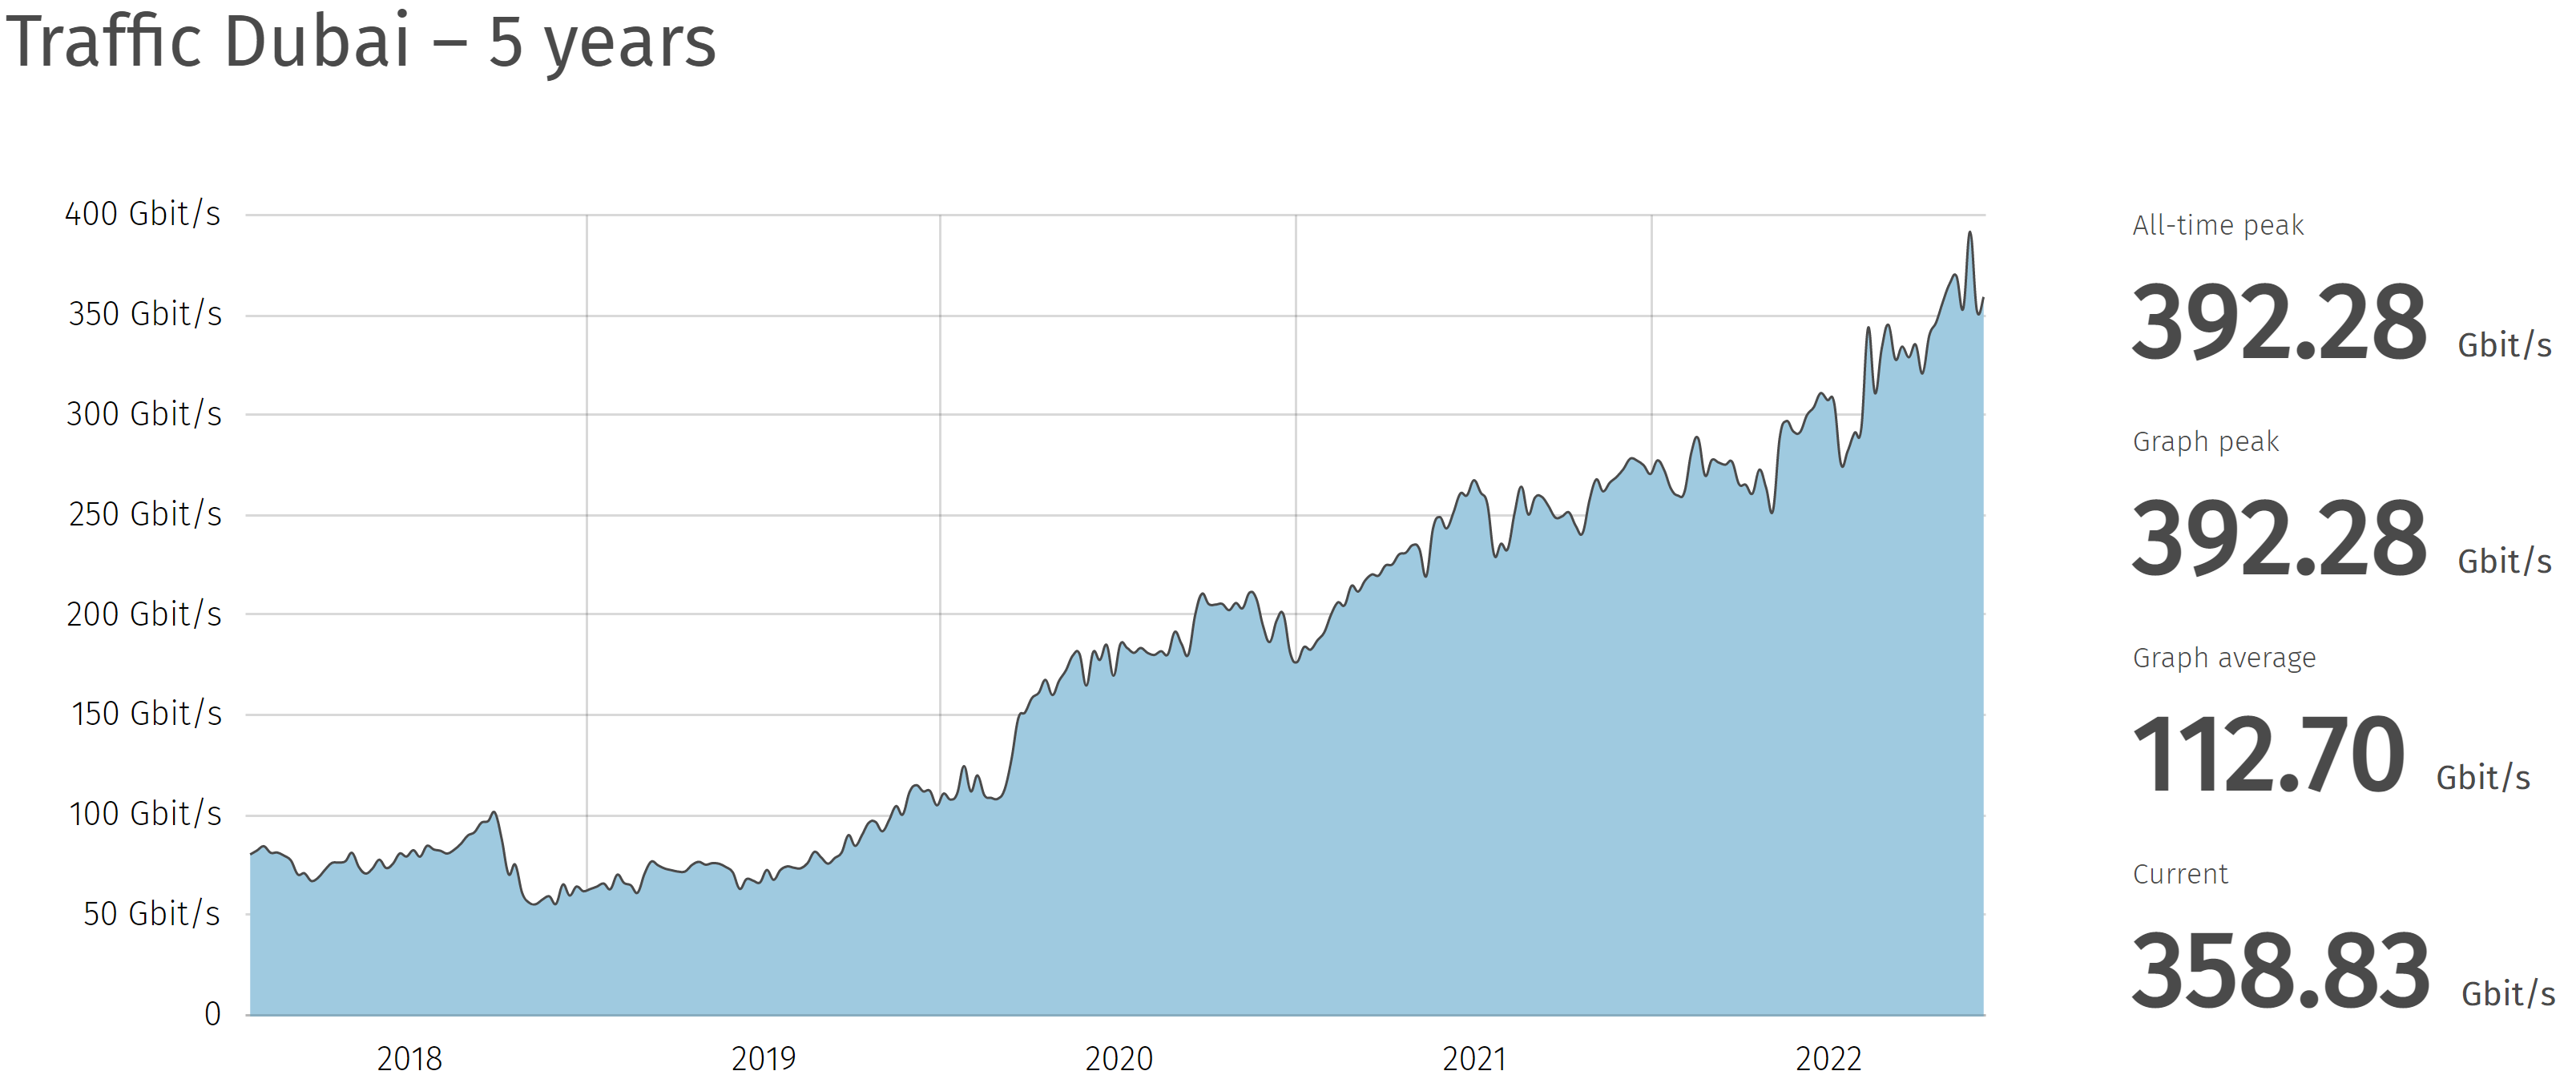 Traffic Dubai – 5 years
400 Gbit/s
350 Gbit/s
300 Gbit/s
250 Gbit/s
200 Gbit/s
150 Gbit/s
100 Gbit/s
50 Gbit/s
0
2018 2019 2020 2021 2022
All-time peak
392.28 Gbit/s
Graph peak
392.28 Gbit/s
Graph average
112.70 Gbit/s
Current
358.83 Gbit/s